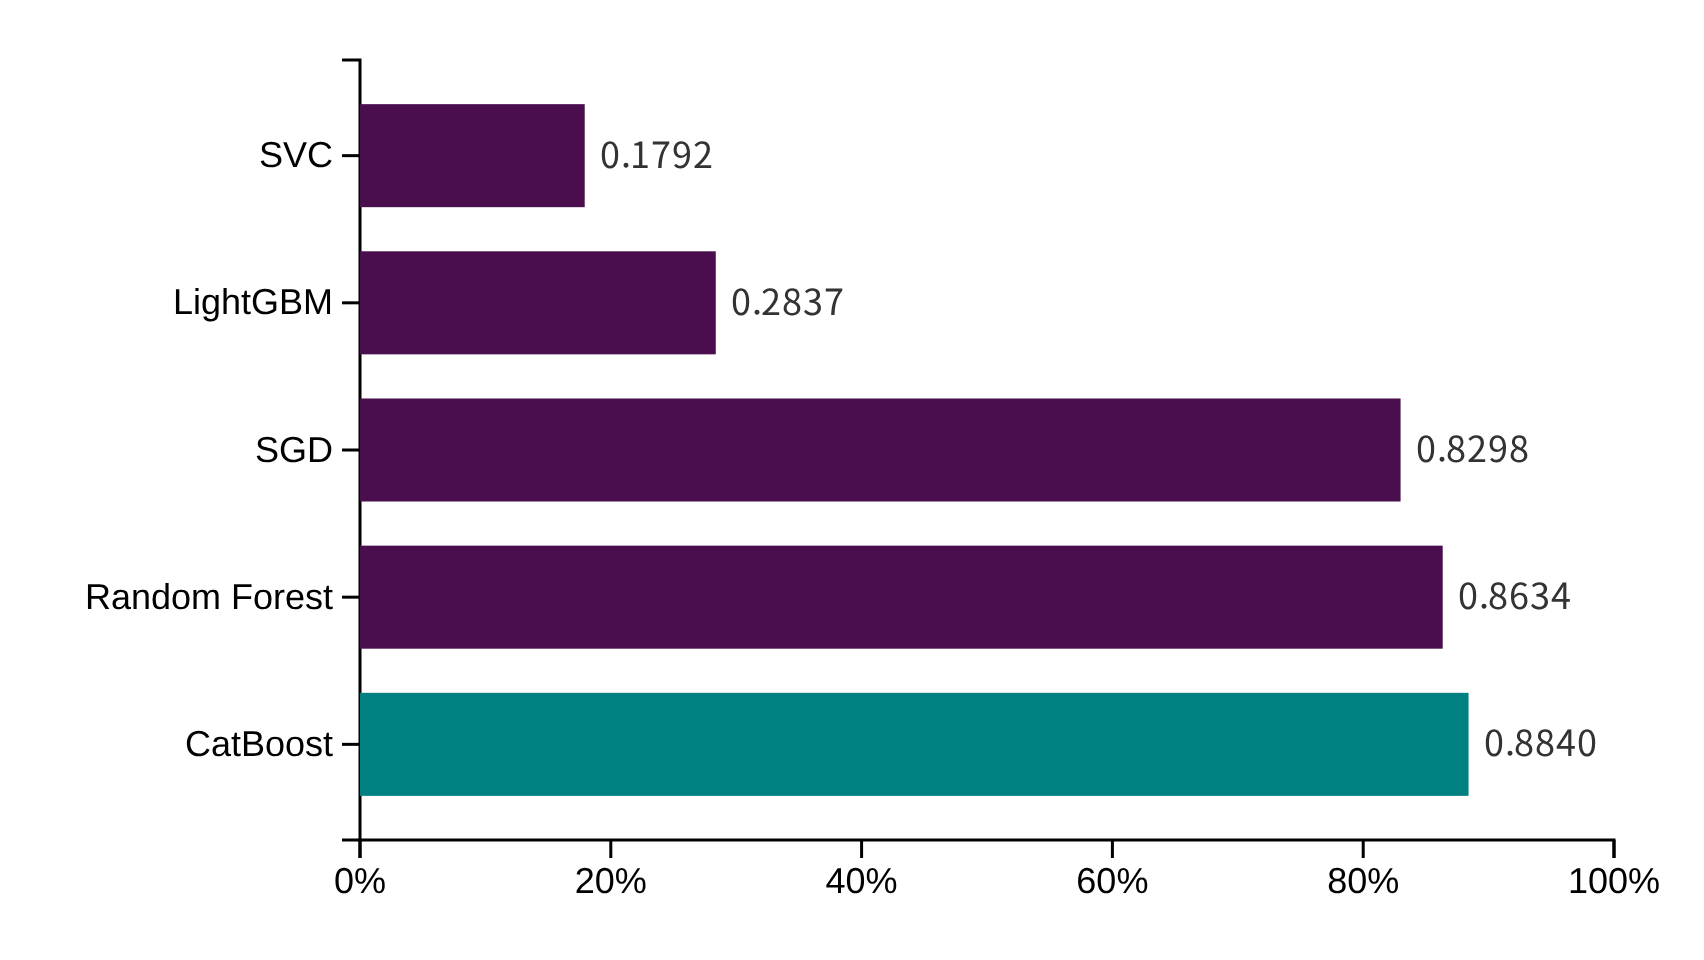 SVC 0.1792
LightGBM 0.2837
SGD 0.8298
Random Forest 0.8634
CatBoost 0.8840
0% 20% 40% 60% 80% 100%